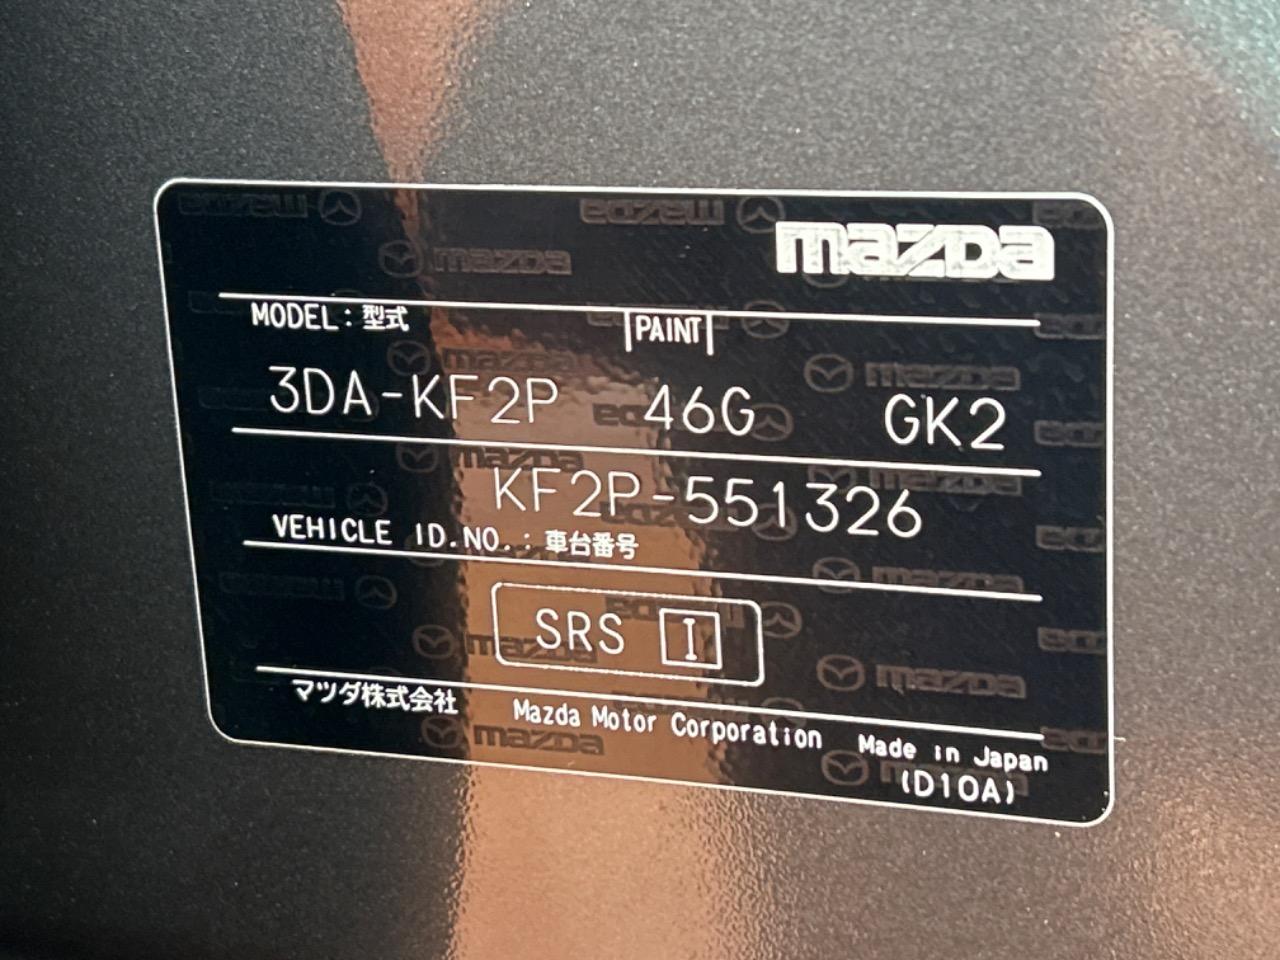 mazda
MODEL: 型式 PAINT
3DA-KF2P 46G GK2
KF2P-551326
VEHICLE ID.NO.: 車台番号
SRS I
マツダ株式会社 Mazda Motor Corporation Made in Japan
(D10A)